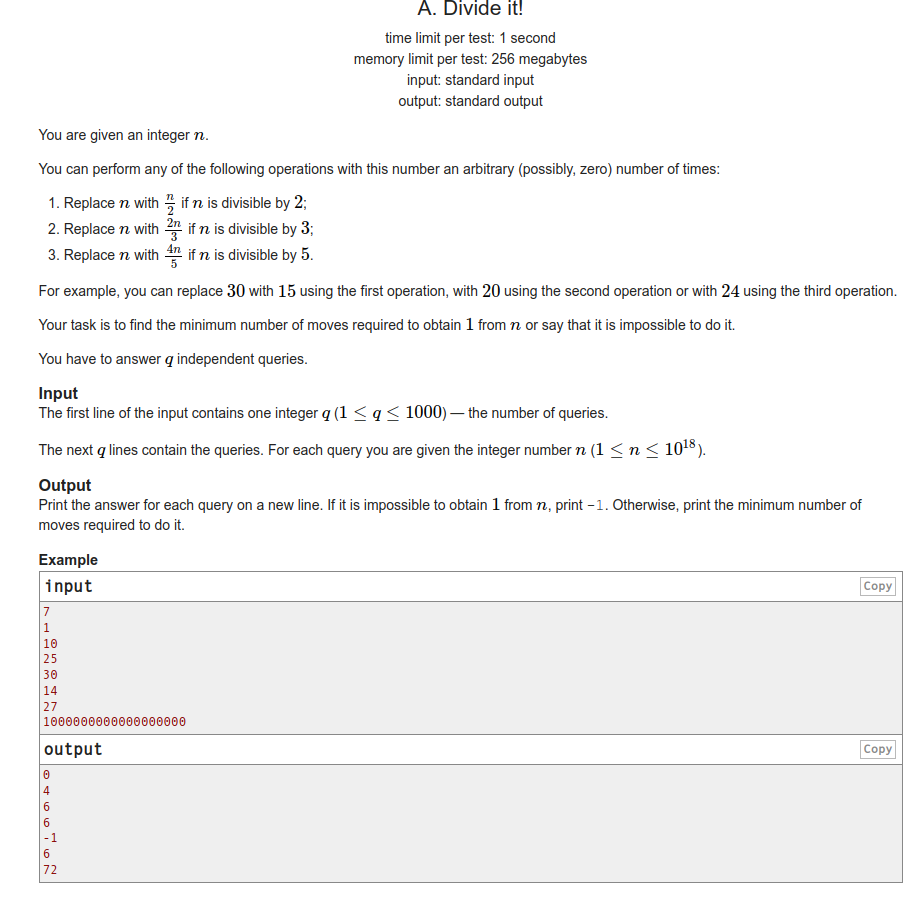 A. Divide it!
time limit per test: 1 second
memory limit per test: 256 megabytes
input: standard input
output: standard output
You are given an integer n.
You can perform any of the following operations with this number an arbitrary (possibly, zero) number of times:
1. Replace n with n/2 if n is divisible by 2;
2. Replace n with 2n/3 if n is divisible by 3;
3. Replace n with 4n/5 if n is divisible by 5.
For example, you can replace 30 with 15 using the first operation, with 20 using the second operation or with 24 using the third operation.
Your task is to find the minimum number of moves required to obtain 1 from n or say that it is impossible to do it.
You have to answer q independent queries.
Input
The first line of the input contains one integer q (1 ≤ q ≤ 1000) — the number of queries.
The next q lines contain the queries. For each query you are given the integer number n (1 ≤ n ≤ 10^18).
Output
Print the answer for each query on a new line. If it is impossible to obtain 1 from n, print -1. Otherwise, print the minimum number of
moves required to do it.
Example
input Copy
7
1
10
25
30
14
27
1000000000000000000
output Copy
0
4
6
6
-1
6
72